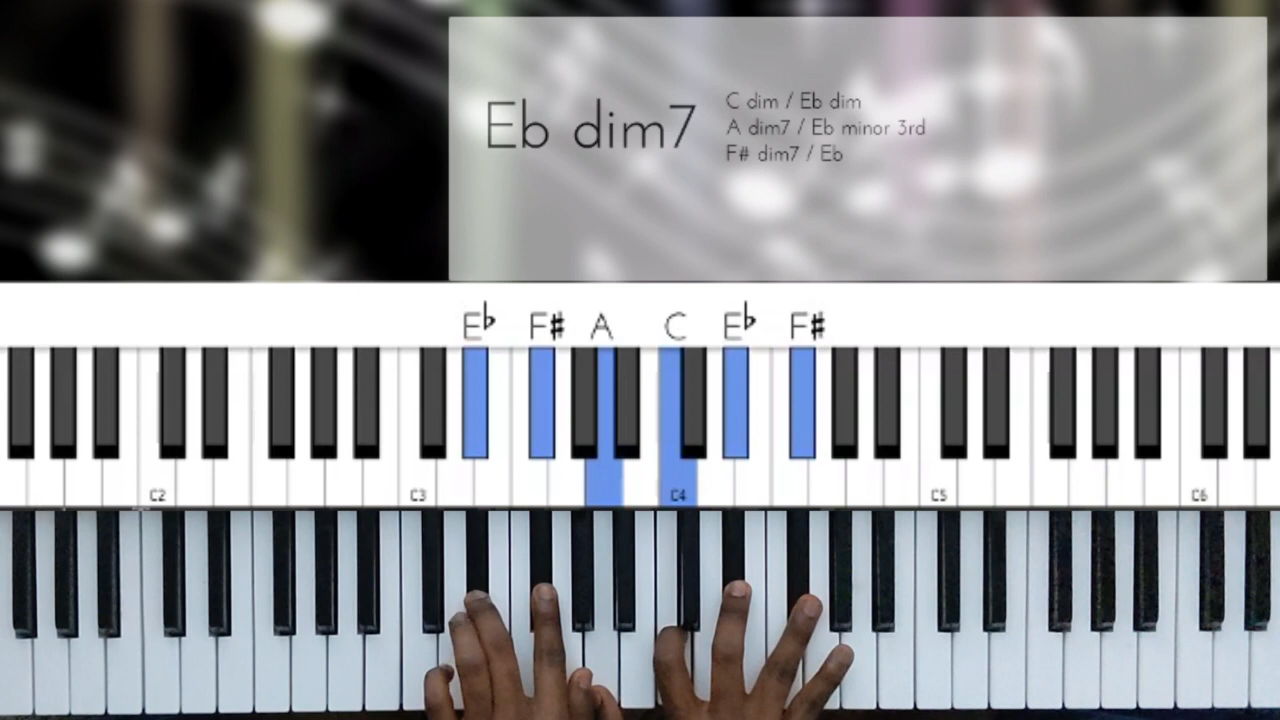 Eb dim7
C dim / Eb dim
A dim7 / Eb minor 3rd
F# dim7 / Eb
E♭ F♯ A C E♭ F♯
C2 C3 C4 C5 C6